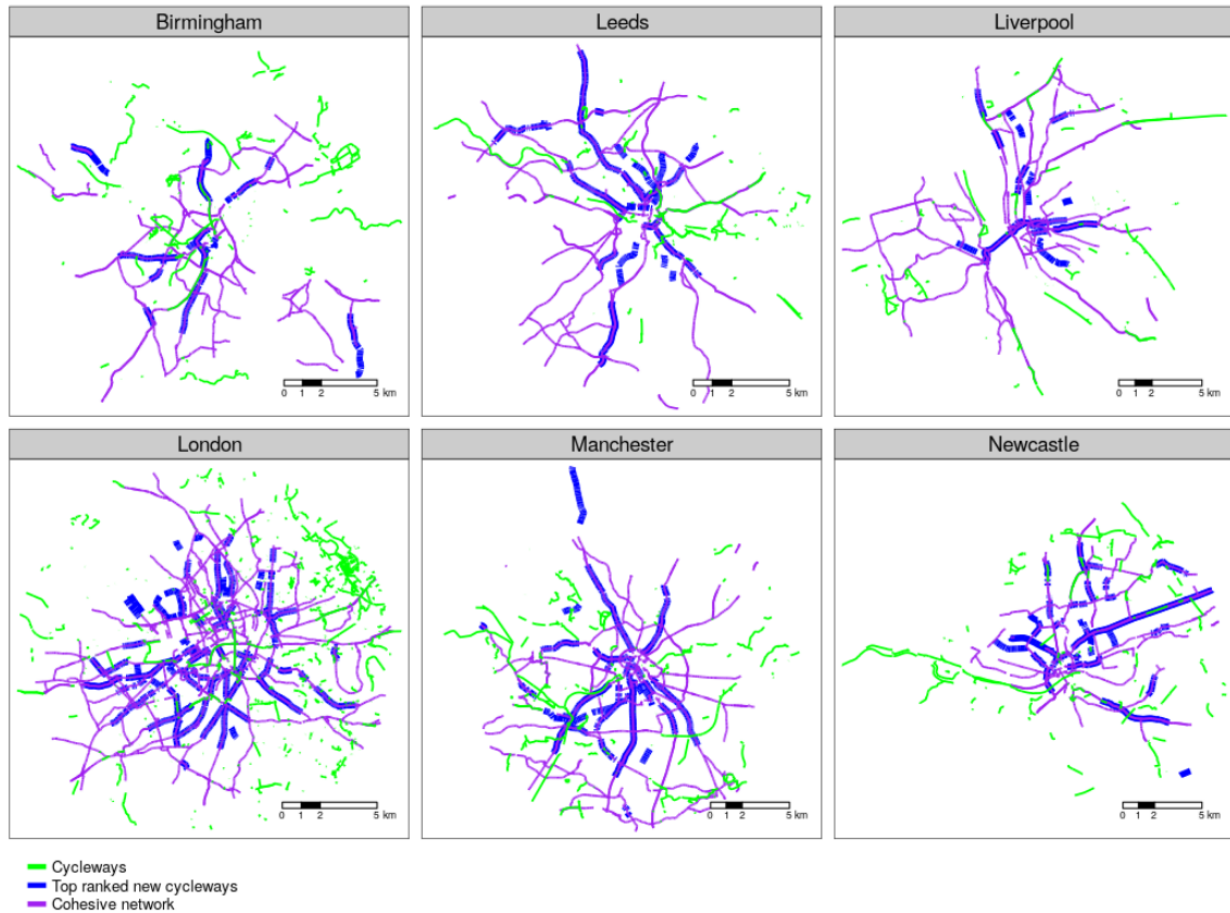 Birmingham
Leeds
Liverpool
0 1 2 5 km
0 1 2 5 km
0 1 2 5 km
London
Manchester
Newcastle
0 1 2 5 km
0 1 2 5 km
0 1 2 5 km
Cycleways
Top ranked new cycleways
Cohesive network